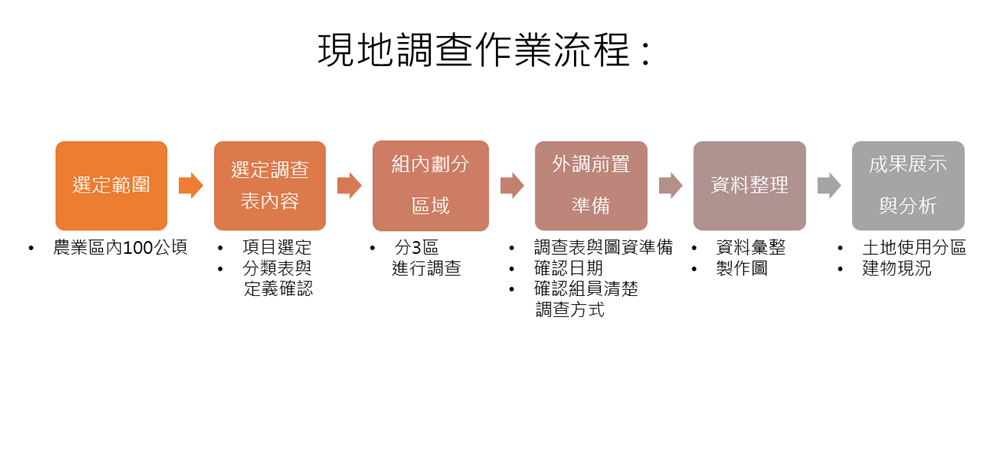 現地調查作業流程 :
選定範圍
• 農業區內100公頃
選定調查
表內容
• 項目選定
• 分類表與
定義確認
組內劃分
區域
• 分3區
進行調查
外調前置
準備
• 調查表與圖資準備
• 確認日期
• 確認組員清楚
調查方式
資料整理
• 資料彙整
• 製作圖
成果展示
與分析
• 土地使用分區
• 建物現況